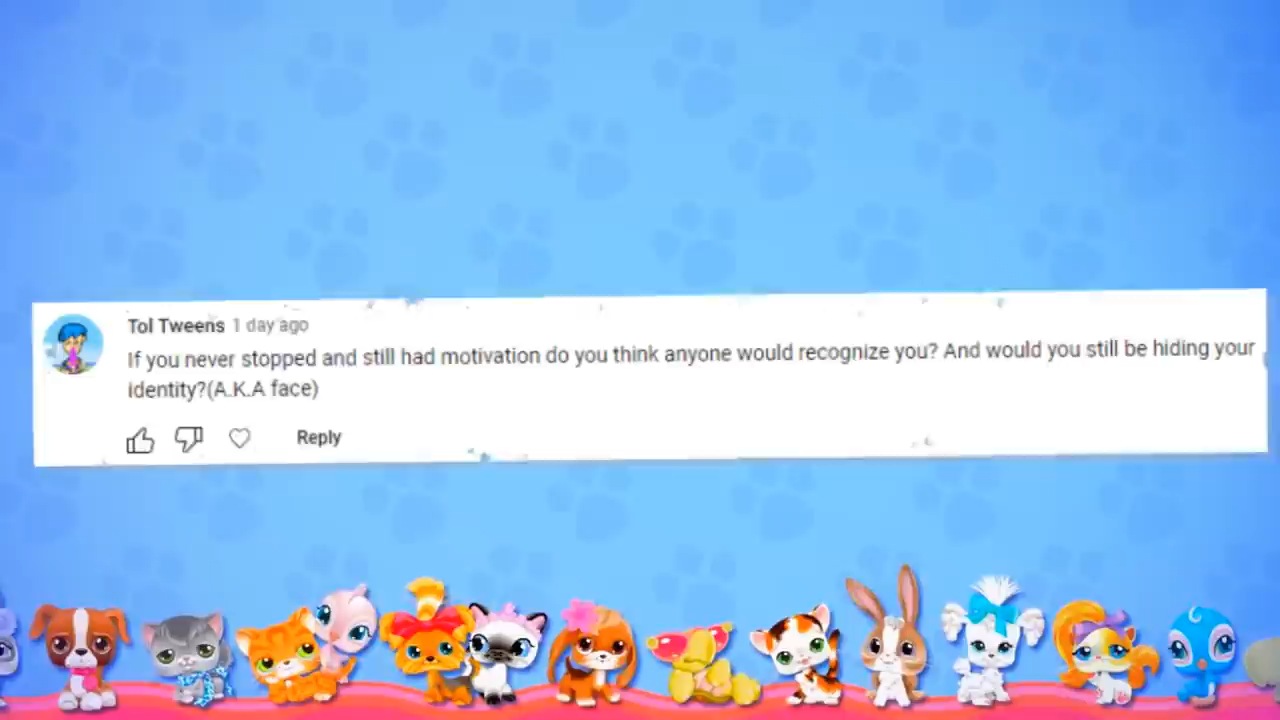 Tol Tweens 1 day ago
If you never stopped and still had motivation do you think anyone would recognize you? And would you still be hiding your
identity?(A.K.A face)
Reply